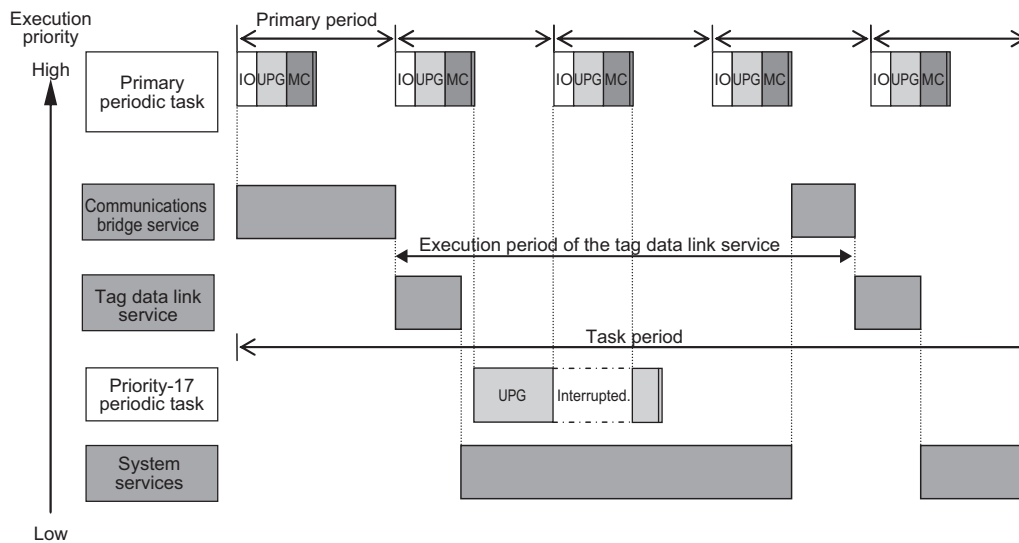 Execution
priority
High
Primary period
Primary
periodic task
IO UPG MC
IO UPG MC
IO UPG MC
IO UPG MC
IO UPG MC
Communications
bridge service
Execution period of the tag data link service
Tag data link
service
Task period
Priority-17
periodic task
UPG
Interrupted.
System
services
Low